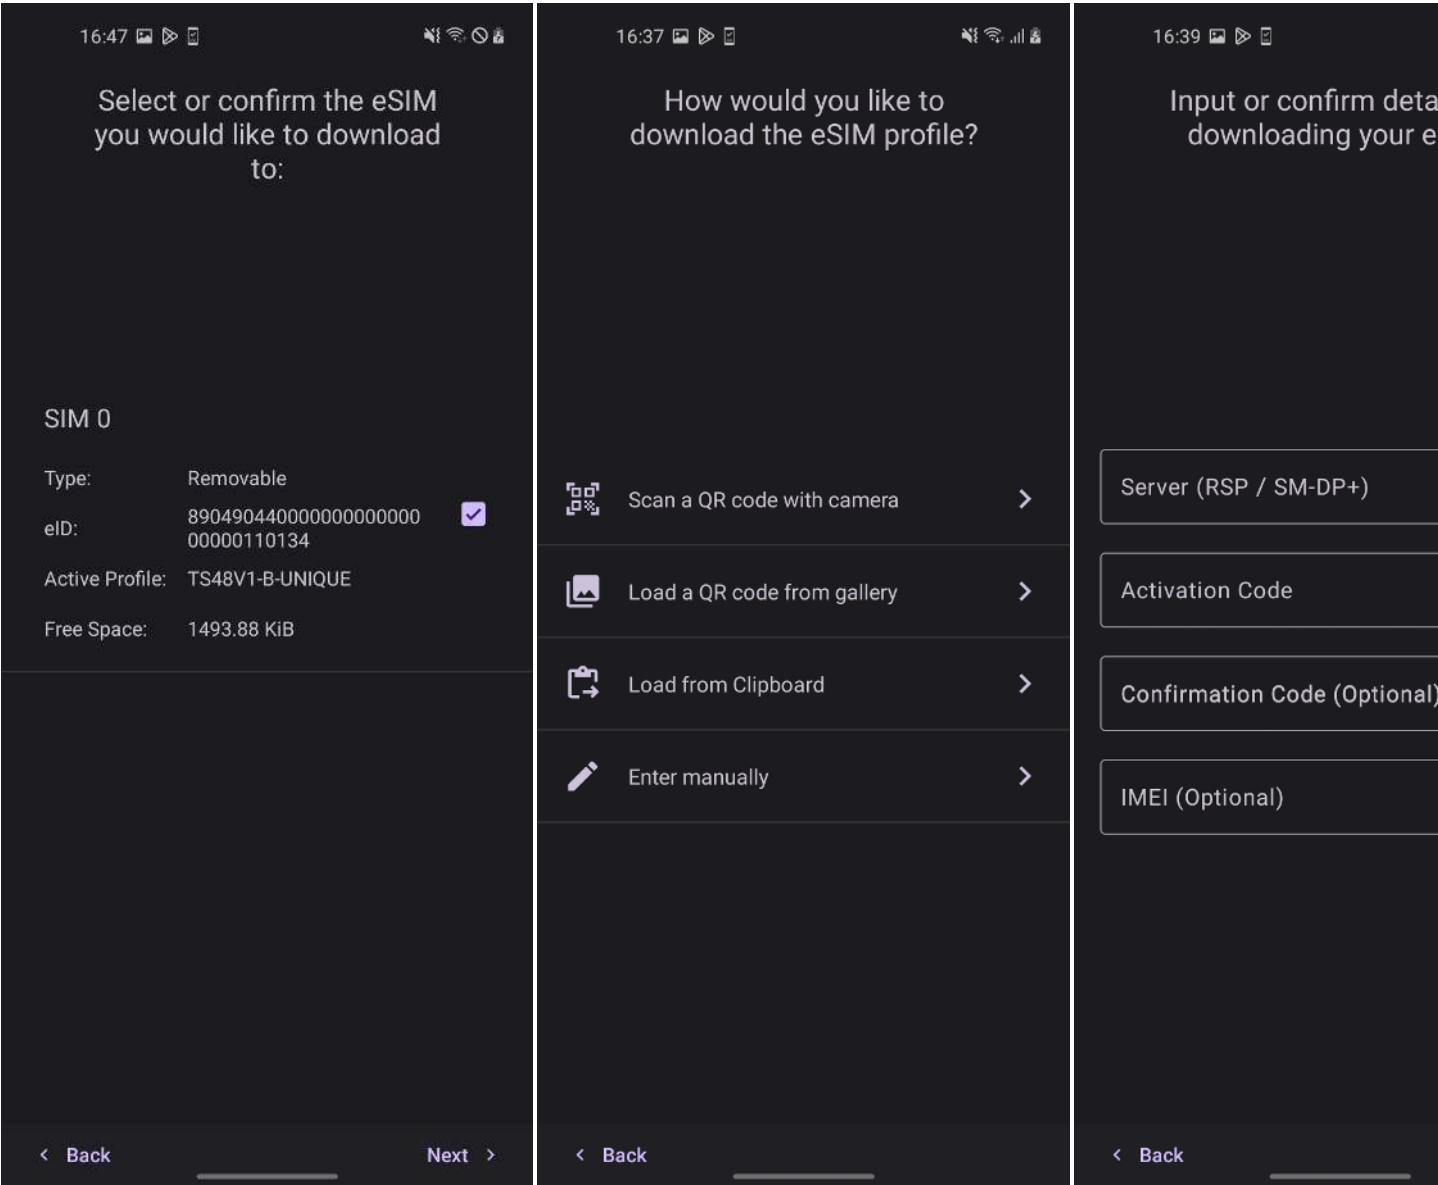 16:47
Select or confirm the eSIM
you would like to download
to:
SIM 0
Type: Removable
eID: 890490440000000000000
00000110134
Active Profile: TS48V1-B-UNIQUE
Free Space: 1493.88 KiB
Back Next
16:37
How would you like to
download the eSIM profile?
Scan a QR code with camera
Load a QR code from gallery
Load from Clipboard
Enter manually
Back
16:39
Input or confirm deta
downloading your e
Server (RSP / SM-DP+)
Activation Code
Confirmation Code (Optional)
IMEI (Optional)
Back